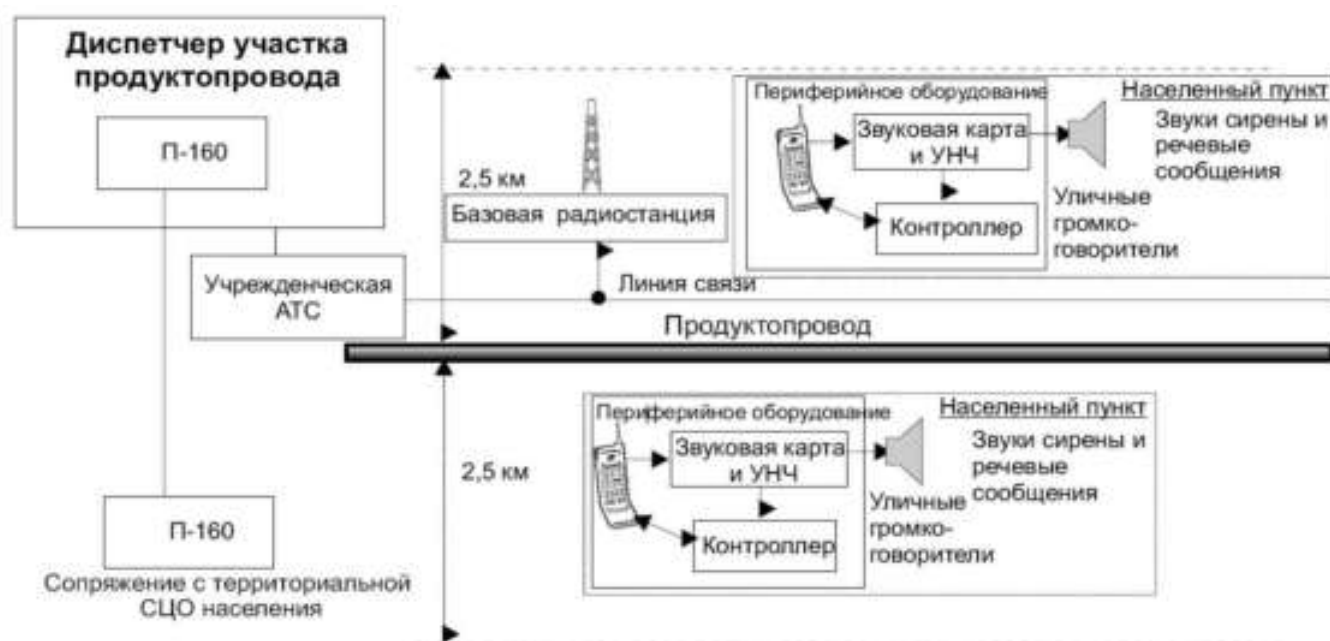 Диспетчер участка
продуктопровода
П-160
Учрежденческая
АТС
П-160
Сопряжение с территориальной
СЦО населения
2,5 км
Базовая радиостанция
Линия связи
Продуктопровод
2,5 км
Периферийное оборудование
Звуковая карта
и УНЧ
Контроллер
Населенный пункт
Звуки сирены и
речевые
сообщения
Уличные
громко-
говорители
Периферийное оборудование
Звуковая карта
и УНЧ
Контроллер
Населенный пункт
Звуки сирены и
речевые
сообщения
Уличные
громко-
говорители